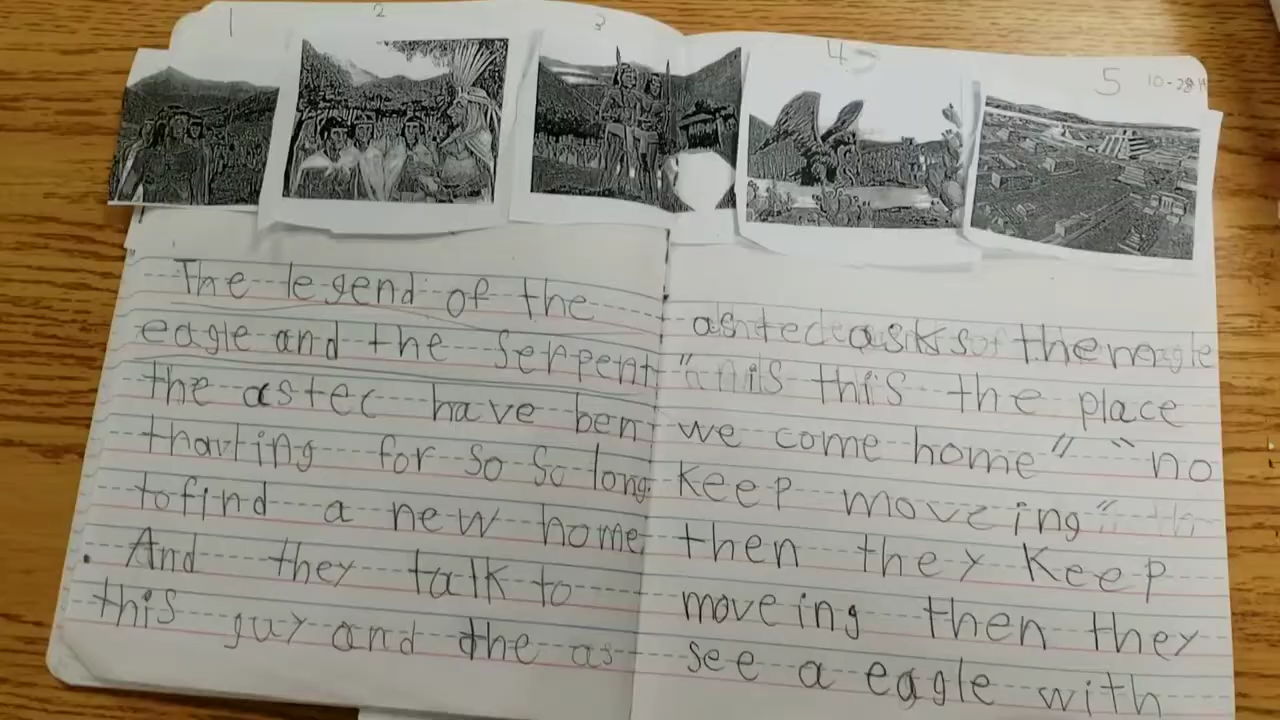 1
2
3
4
5 10-28
The legend of the
eagle and the serpent
the astec have ben
thavling for so so long
to find a new home
. And they talk to
this guy and the as
the
"is this the place
we come home" "no
keep moveing"
then they keep
moveing then they
see a eagle with